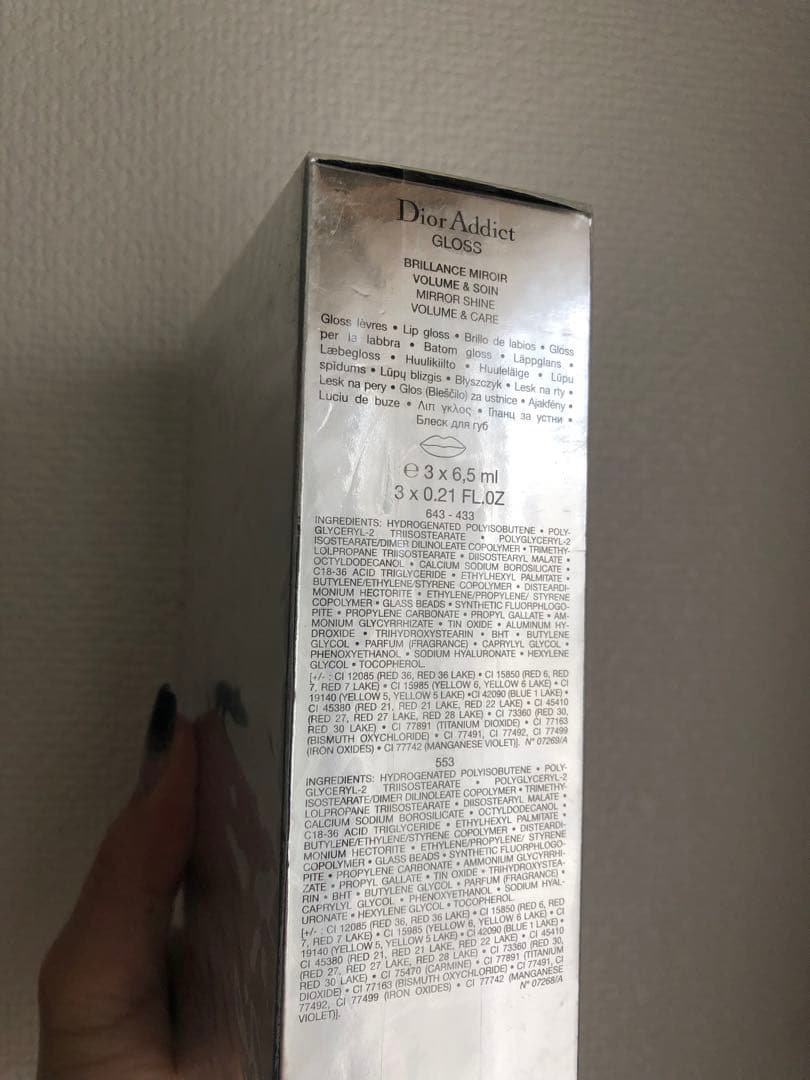 Dior Addict
GLOSS
BRILLANCE MIROIR
VOLUME & SOIN
MIRROR SHINE
VOLUME & CARE
Gloss lèvres • Lip gloss • Brillo de labios • Gloss
per la labbra • Batom gloss • Läppglans •
Læbegloss • Huulikiilto • Huuleläige • Lūpu
spīdums • Lūpų blizgis • Błyszczyk • Lesk na rty •
Lesk na pery • Glos (Bleščilo) za ustnice • Ajakfény •
Luciu de buze • Λιπ γκλος • Гланц за устни •
Блеск для губ
℮ 3 x 6,5 ml
3 x 0.21 FL.OZ
643 - 433
INGREDIENTS: HYDROGENATED POLYISOBUTENE • POLY-
GLYCERYL-2 TRIISOSTEARATE • POLYGLYCERYL-2
ISOSTEARATE/DIMER DILINOLEATE COPOLYMER • TRIMETHY-
LOLPROPANE TRIISOSTEARATE • DIISOSTEARYL MALATE •
OCTYLDODECANOL • CALCIUM SODIUM BOROSILICATE •
C18-36 ACID TRIGLYCERIDE • ETHYLHEXYL PALMITATE •
BUTYLENE/ETHYLENE/STYRENE COPOLYMER • DISTEARDI-
MONIUM HECTORITE • ETHYLENE/PROPYLENE/ STYRENE
COPOLYMER • GLASS BEADS • SYNTHETIC FLUORPHLOGO-
PITE • PROPYLENE CARBONATE • PROPYL GALLATE • AM-
MONIUM GLYCYRRHIZATE • TIN OXIDE • ALUMINUM HY-
DROXIDE • TRIHYDROXYSTEARIN • BHT • BUTYLENE
GLYCOL • PARFUM (FRAGRANCE) • CAPRYLYL GLYCOL •
PHENOXYETHANOL • SODIUM HYALURONATE • HEXYLENE
GLYCOL • TOCOPHEROL.
[+/- : CI 12085 (RED 36, RED 36 LAKE) • CI 15850 (RED 6, RED
7, RED 7 LAKE) • CI 15985 (YELLOW 6, YELLOW 6 LAKE) • CI
19140 (YELLOW 5, YELLOW 5 LAKE) •CI 42090 (BLUE 1 LAKE) •
CI 45380 (RED 21, RED 21 LAKE, RED 22 LAKE) • CI 45410
(RED 27, RED 27 LAKE, RED 28 LAKE) • CI 73360 (RED 30,
RED 30 LAKE) • CI 77891 (TITANIUM DIOXIDE) • CI 77163
(BISMUTH OXYCHLORIDE) • CI 77491, CI 77492, CI 77499
(IRON OXIDES) • CI 77742 (MANGANESE VIOLET)]. N° 07269/A
553
INGREDIENTS: HYDROGENATED POLYISOBUTENE • POLY-
GLYCERYL-2 TRIISOSTEARATE • POLYGLYCERYL-2
ISOSTEARATE/DIMER DILINOLEATE COPOLYMER • TRIMETHY-
LOLPROPANE TRIISOSTEARATE • DIISOSTEARYL MALATE •
CALCIUM SODIUM BOROSILICATE • OCTYLDODECANOL •
C18-36 ACID TRIGLYCERIDE • ETHYLHEXYL PALMITATE •
BUTYLENE/ETHYLENE/STYRENE COPOLYMER • DISTEARDI-
MONIUM HECTORITE • ETHYLENE/PROPYLENE/ STYRENE
COPOLYMER • GLASS BEADS • SYNTHETIC FLUORPHLOGO-
PITE • PROPYLENE CARBONATE • AMMONIUM GLYCYRRHI-
ZATE • PROPYL GALLATE • TIN OXIDE • TRIHYDROXYSTEA-
RIN • BHT • BUTYLENE GLYCOL • PARFUM (FRAGRANCE) •
CAPRYLYL GLYCOL • PHENOXYETHANOL • SODIUM HYAL-
URONATE • HEXYLENE GLYCOL • TOCOPHEROL.
[+/- : CI 12085 (RED 36, RED 36 LAKE) • CI 15850 (RED 6, RED
7, RED 7 LAKE) • CI 15985 (YELLOW 6, YELLOW 6 LAKE) • CI
19140 (YELLOW 5, YELLOW 5 LAKE) • CI 42090 (BLUE 1 LAKE) •
CI 45380 (RED 21, RED 21 LAKE, RED 22 LAKE) • CI 45410
(RED 27, RED 27 LAKE, RED 28 LAKE) • CI 73360 (RED 30,
RED 30 LAKE) • CI 75470 (CARMINE) • CI 77891 (TITANIUM
DIOXIDE) • CI 77163 (BISMUTH OXYCHLORIDE) • CI 77491, CI
77492, CI 77499 (IRON OXIDES) • CI 77742 (MANGANESE
VIOLET)]. N° 07268/A